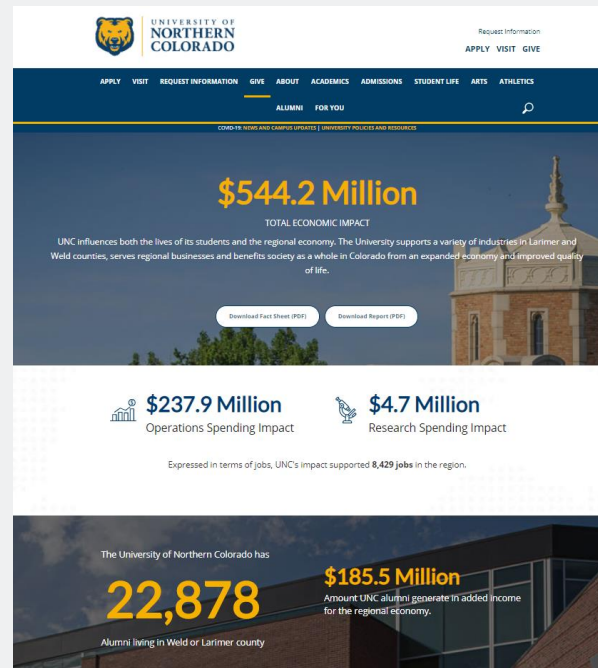 UNIVERSITY OF
NORTHERN
COLORADO
Request Information
APPLY VISIT GIVE
APPLY VISIT REQUEST INFORMATION GIVE ABOUT ACADEMICS ADMISSIONS STUDENT LIFE ARTS ATHLETICS
ALUMNI FOR YOU
COVID-19: NEWS AND CAMPUS UPDATES | UNIVERSITY POLICIES AND RESOURCES
$544.2 Million
TOTAL ECONOMIC IMPACT
UNC influences both the lives of its students and the regional economy. The University supports a variety of industries in Larimer and
Weld counties, serves regional businesses and benefits society as a whole in Colorado from an expanded economy and improved quality
of life.
Download Fact Sheet (PDF) Download Report (PDF)
$237.9 Million
Operations Spending Impact
$4.7 Million
Research Spending Impact
Expressed in terms of jobs, UNC's impact supported 8,429 jobs in the region.
The University of Northern Colorado has
22,878
Alumni living in Weld or Larimer county
$185.5 Million
Amount UNC alumni generate in added income
for the regional economy.